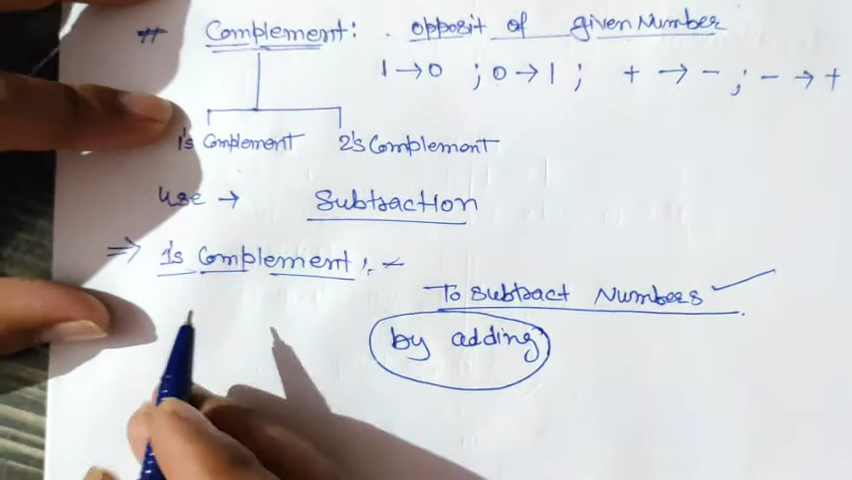 # Complement: opposit of given Number
1 → 0 ; 0 → 1 ; + → - ; - → +
1's Complement 2's Complement
Use → Subtraction
⇒ 1's Complement :-
To subtract Numbers ✓
by adding